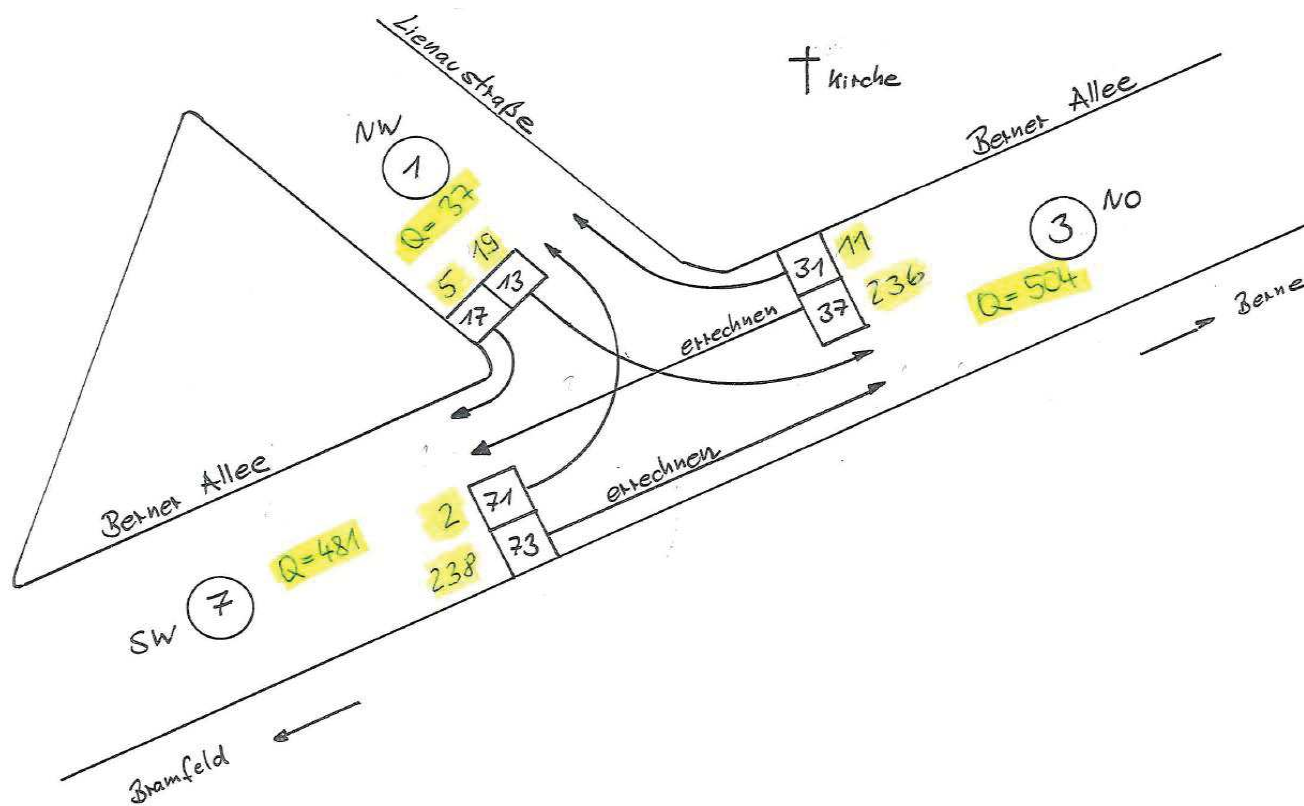 Lienaustraße
Kirche
Berner Allee
NW
1
Q= 37
19
5
13
17
31
37
11
236
3
NO
Q= 504
Berne
errechnen
errechnen
Berner Allee
71
73
2
238
Q=481
7
SW
Bramfeld